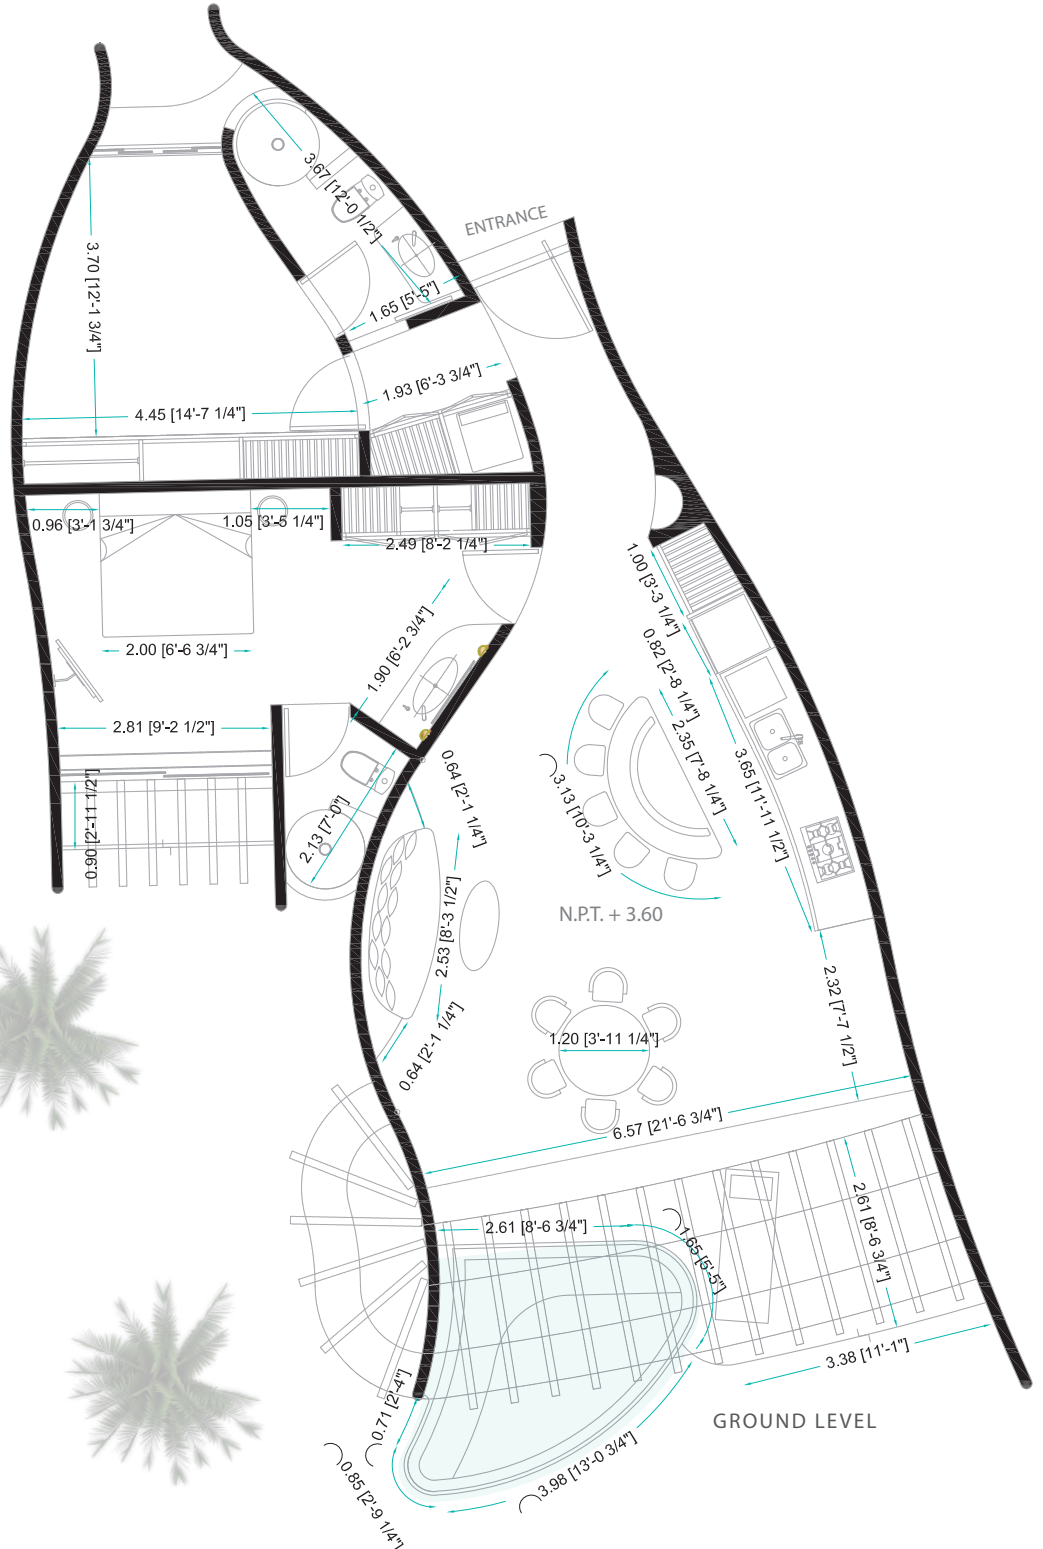 ENTRANCE
3.67 [12'-0 1/2"]
1.65 [5'-5"]
3.70 [12'-1 3/4"]
1.93 [6'-3 3/4"]
4.45 [14'-7 1/4"]
0.96 [3'-1 3/4"]
1.05 [3'-5 1/4"]
2.49 [8'-2 1/4"]
1.00 [3'-3 1/4"]
0.82 [2'-8 1/4"]
1.90 [6'-2 3/4"]
2.00 [6'-6 3/4"]
2.81 [9'-2 1/2"]
2.35 [7'-8 1/4"]
3.65 [11'-11 1/2"]
0.64 [2'-1 1/4"]
3.13 [10'-3 1/4"]
0.90 [2'-11 1/2"]
2.13 [7'-0"]
N.P.T. + 3.60
2.53 [8'-3 1/2"]
2.32 [7'-7 1/2"]
0.64 [2'-1 1/4"]
1.20 [3'-11 1/4"]
6.57 [21'-6 3/4"]
2.61 [8'-6 3/4"]
1.65 [5'-5"]
2.61 [8'-6 3/4"]
3.38 [11'-1"]
GROUND LEVEL
0.71 [2'-4"]
3.98 [13'-0 3/4"]
0.85 [2'-9 1/4"]